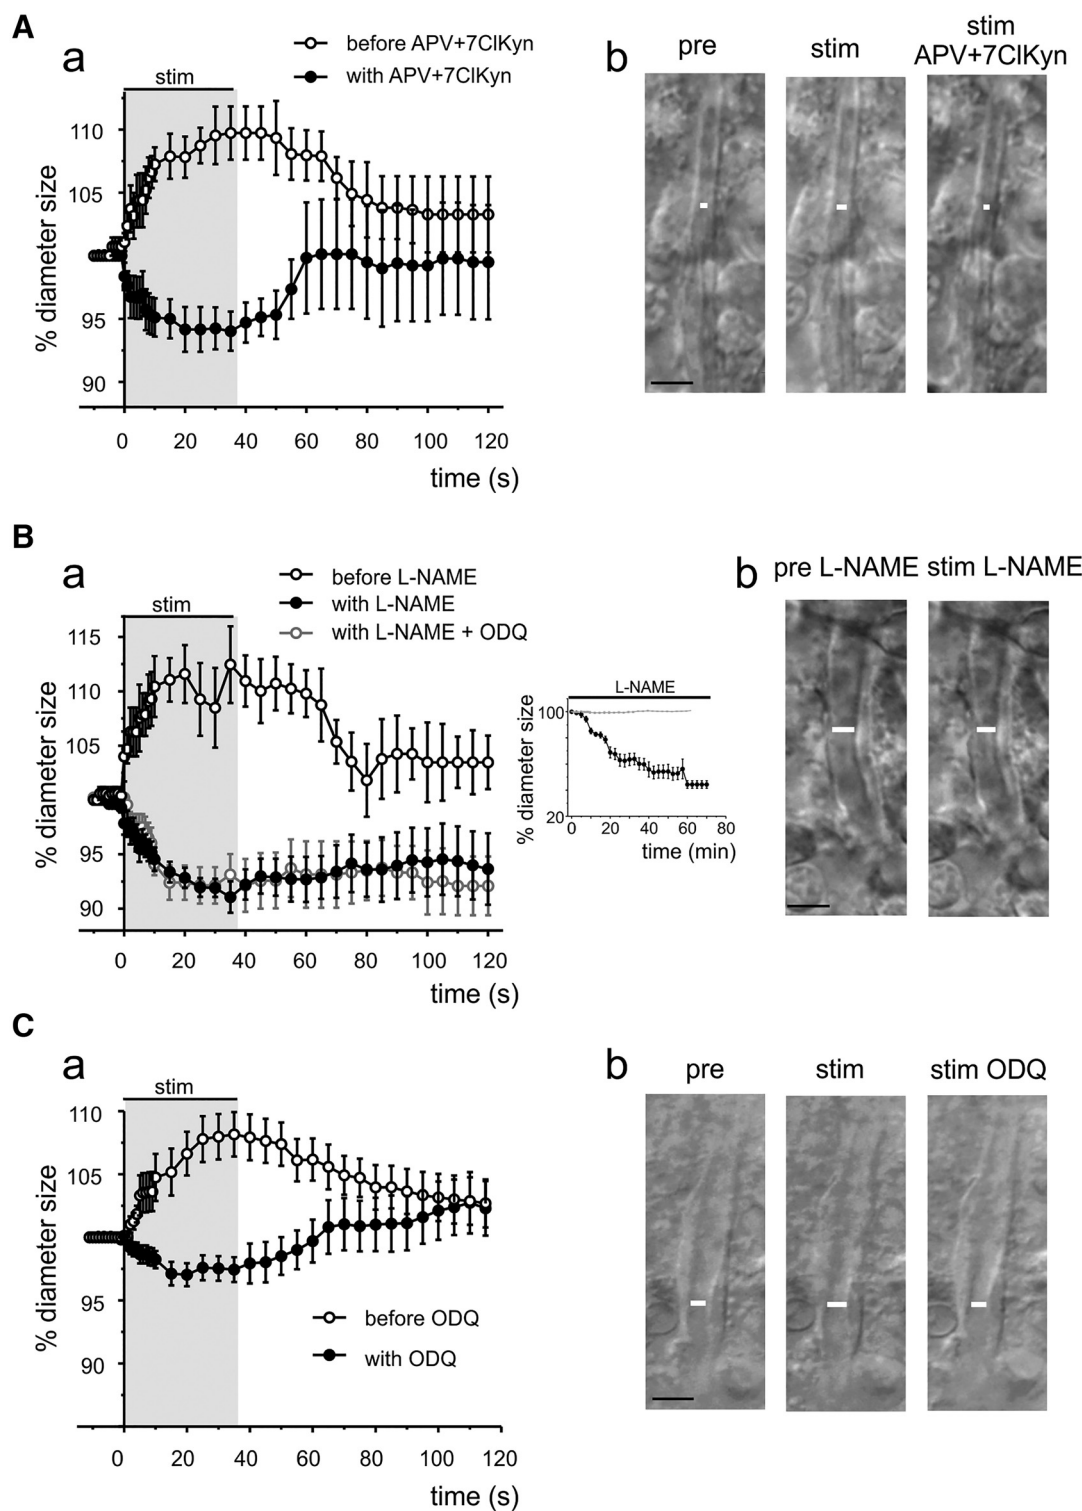 A
a
before APV+7ClKyn
with APV+7ClKyn
stim
% diameter size
110
105
95
90
0 20 40 60 80 100 120
time (s)
b
pre
stim
stim
APV+7ClKyn
B
a
before L-NAME
with L-NAME
with L-NAME + ODQ
stim
% diameter size
115
105
95
90
0 20 40 60 80 100 120
time (s)
L-NAME
% diameter size
100
20
0 20 40 60 80
time (min)
b
pre L-NAME stim L-NAME
C
a
stim
% diameter size
110
105
95
90
before ODQ
with ODQ
0 20 40 60 80 100 120
time (s)
b
pre
stim
stim ODQ